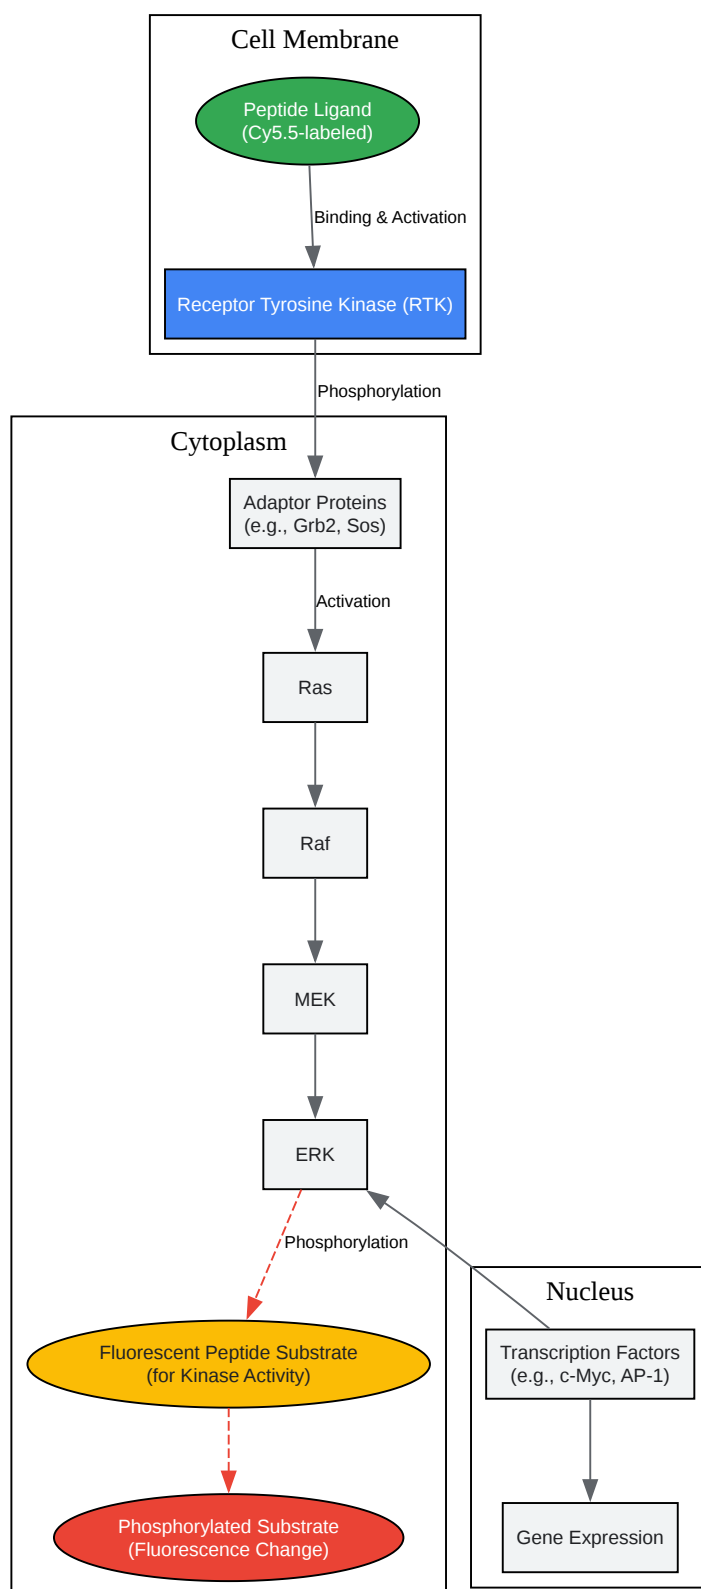 Cell Membrane
Peptide Ligand
(Cy5.5-labeled)
Binding & Activation
Receptor Tyrosine Kinase (RTK)
Phosphorylation
Cytoplasm
Adaptor Proteins
(e.g., Grb2, Sos)
Activation
Ras
Raf
MEK
ERK
Phosphorylation
Nucleus
Fluorescent Peptide Substrate
(for Kinase Activity)
Transcription Factors
(e.g., c-Myc, AP-1)
Phosphorylated Substrate
(Fluorescence Change)
Gene Expression